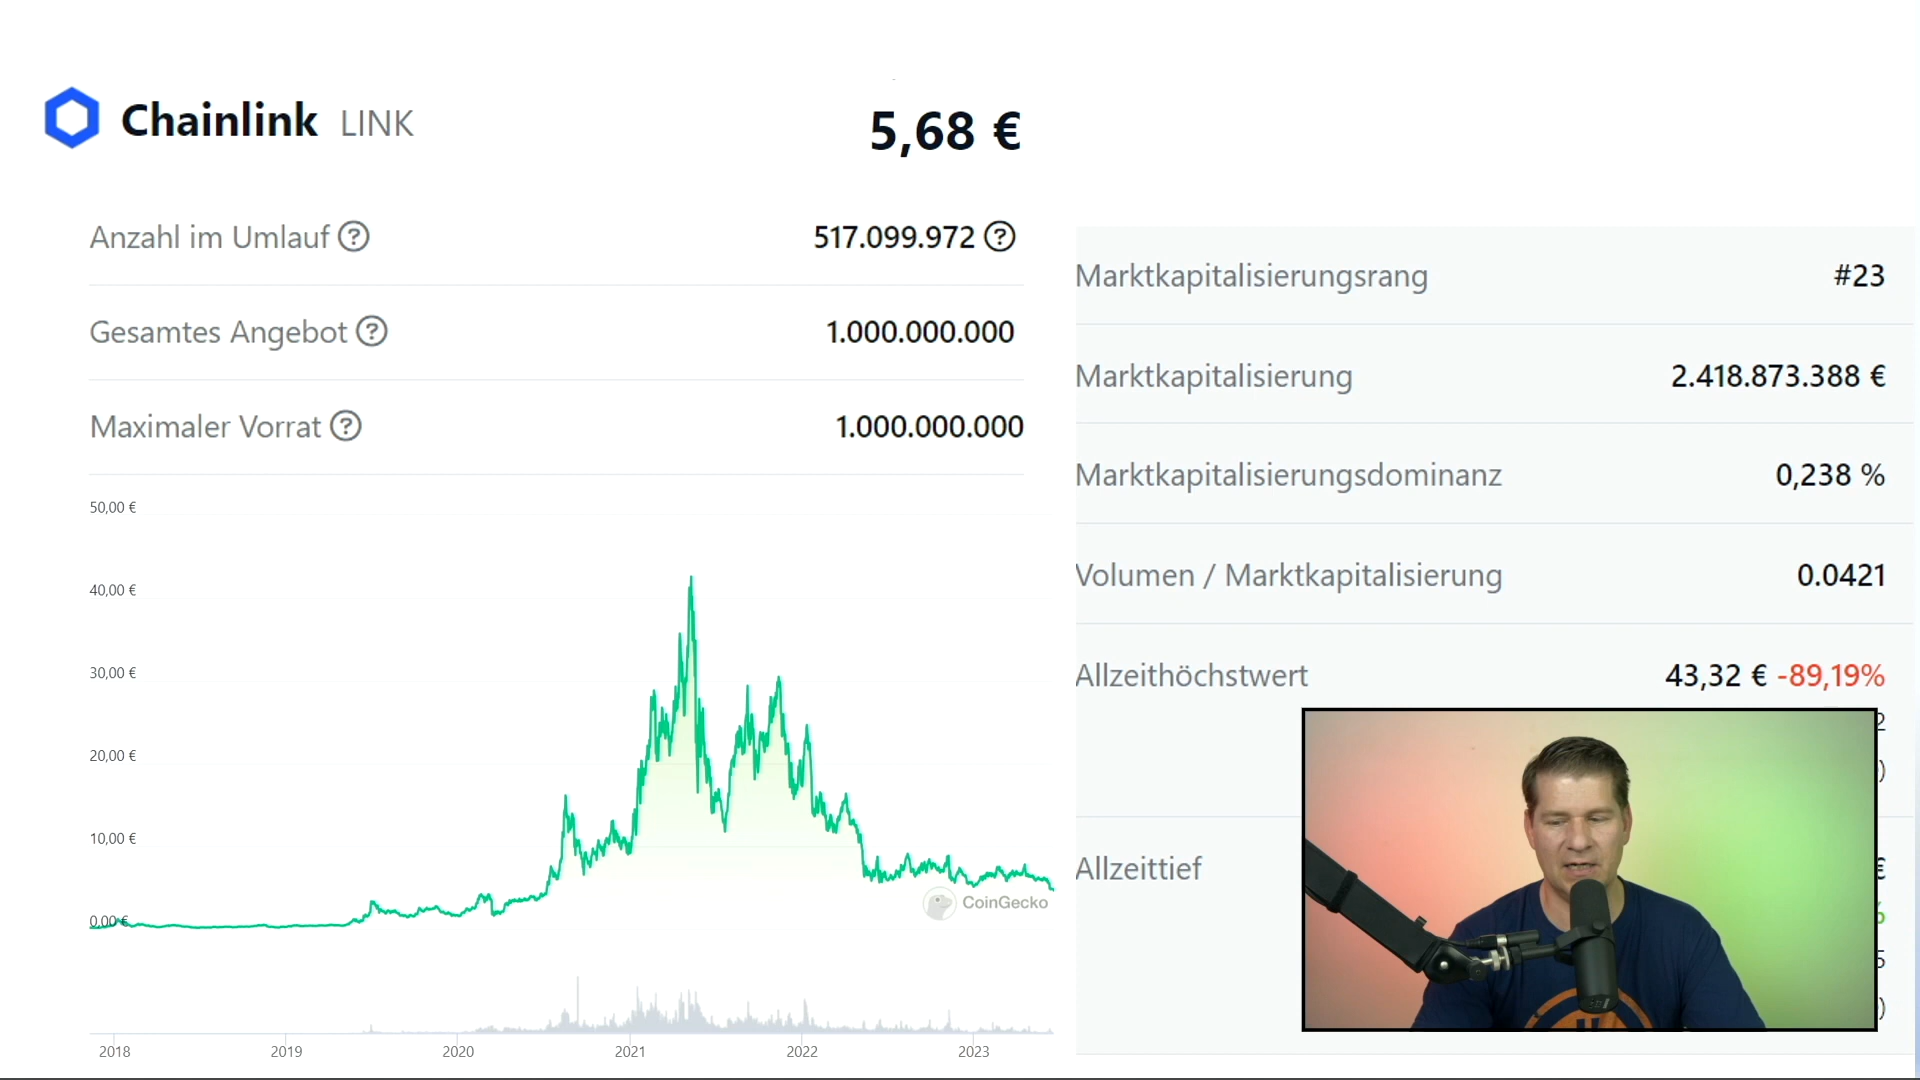 Chainlink LINK
5,68 €
Anzahl im Umlauf ?
517.099.972 ?
Gesamtes Angebot ?
1.000.000.000
Maximaler Vorrat ?
1.000.000.000
50,00 €
40,00 €
30,00 €
20,00 €
10,00 €
0,00 €
CoinGecko
2018
2019
2020
2021
2022
2023
Marktkapitalisierungsrang
#23
Marktkapitalisierung
2.418.873.388 €
Marktkapitalisierungsdominanz
0,238 %
Volumen / Marktkapitalisierung
0.0421
Allzeithöchstwert
43,32 € -89,19%
Allzeittief